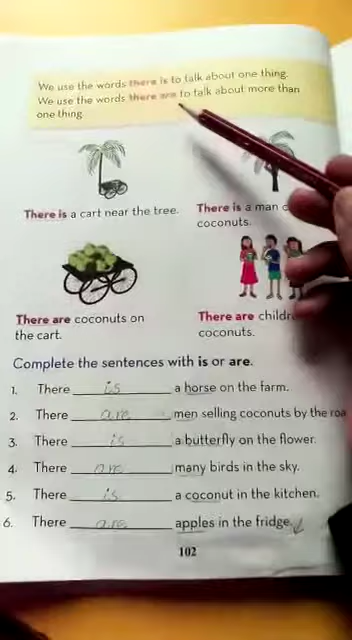 We use the words there is to talk about one thing.
We use the words there are to talk about more than
one thing.
There is a cart near the tree.
There is a man
coconuts.
There are coconuts on
the cart.
There are
coconuts.
Complete the sentences with is or are.
1. There is a horse on the farm.
2. There are men selling coconuts by the
3. There is a butterfly on the flower.
4. There are many birds in the sky.
5. There is a coconut in the kitchen.
6. There are apples in the fridge.
102